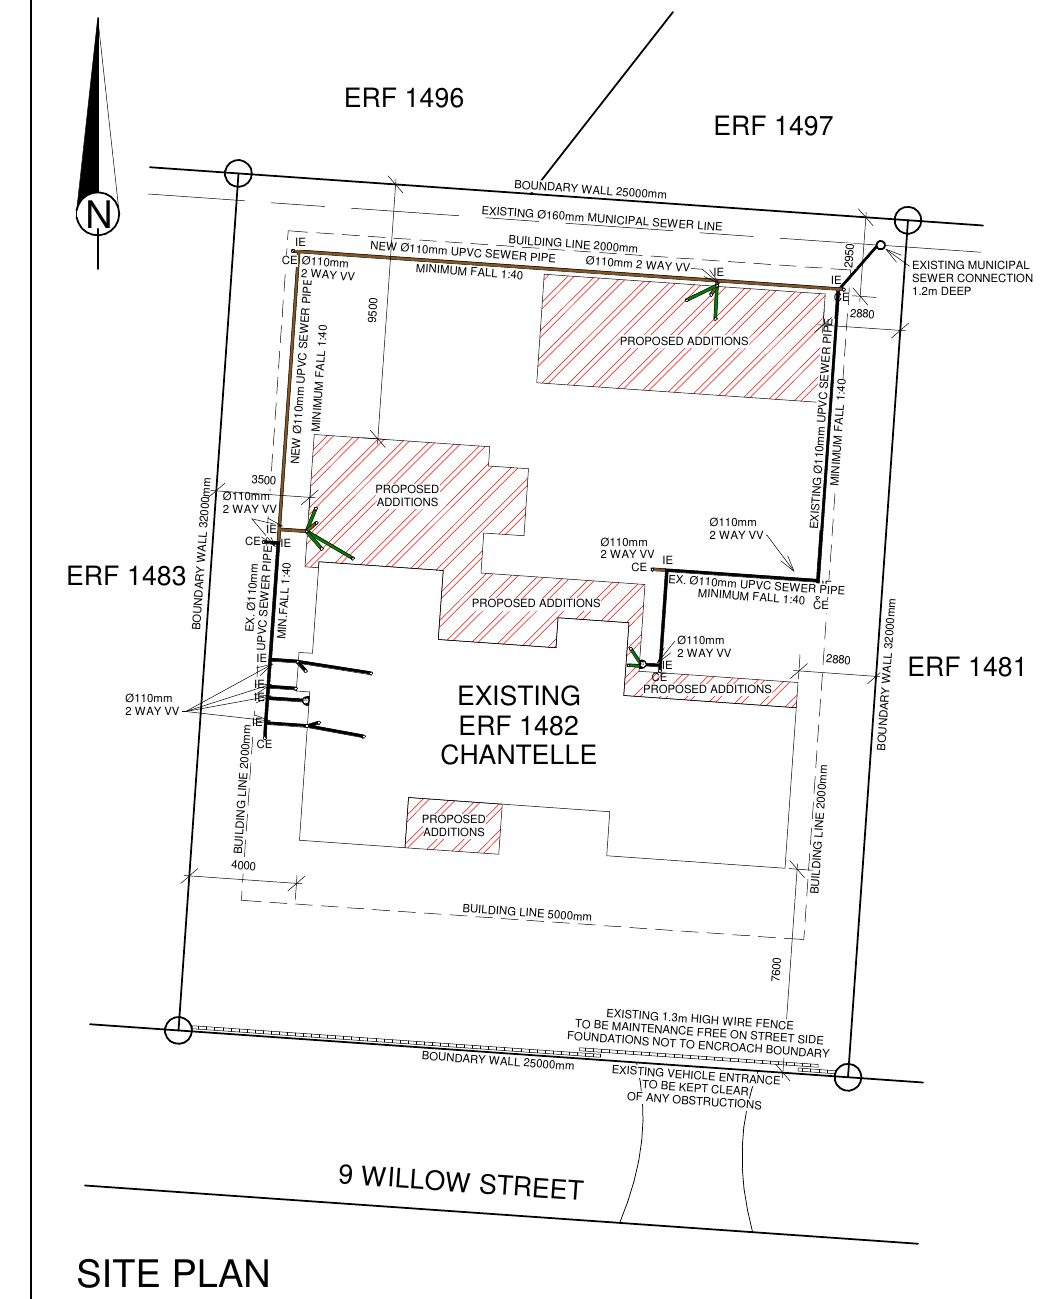 ERF 1496
ERF 1497
N
BOUNDARY WALL 25000mm
EXISTING Ø160mm MUNICIPAL SEWER LINE
BUILDING LINE 2000mm
IE
NEW Ø110mm UPVC SEWER PIPE
MINIMUM FALL 1:40
CE
Ø110mm
2 WAY VV
Ø110mm 2 WAY VV
IE
IE
CE
2950
EXISTING MUNICIPAL
SEWER CONNECTION
1.2m DEEP
2880
9500
NEW Ø110mm UPVC SEWER PIPE
MINIMUM FALL 1:40
PROPOSED ADDITIONS
EXISTING Ø110mm UPVC SEWER PIPE
MINIMUM FALL 1:40
3500
Ø110mm
2 WAY VV
PROPOSED
ADDITIONS
IE
CE
IE
BOUNDARY WALL 32000mm
ERF 1483
EX. Ø110mm
UPVC SEWER PIPE
MIN.FALL 1:40
Ø110mm
2 WAY VV
Ø110mm
2 WAY VV
CE
IE
EX. Ø110mm UPVC SEWER PIPE
MINIMUM FALL 1:40
IE
CE
PROPOSED ADDITIONS
Ø110mm
2 WAY VV
IE
CE
PROPOSED ADDITIONS
2880
BOUNDARY WALL 32000mm
ERF 1481
IE
IE
IE
IE
CE
Ø110mm
2 WAY VV
EXISTING
ERF 1482
CHANTELLE
BUILDING LINE 2000mm
BUILDING LINE 2000mm
PROPOSED
ADDITIONS
4000
BUILDING LINE 5000mm
7600
EXISTING 1.3m HIGH WIRE FENCE
TO BE MAINTENANCE FREE ON STREET SIDE
FOUNDATIONS NOT TO ENCROACH BOUNDARY
BOUNDARY WALL 25000mm
EXISTING VEHICLE ENTRANCE
TO BE KEPT CLEAR
OF ANY OBSTRUCTIONS
9 WILLOW STREET
SITE PLAN